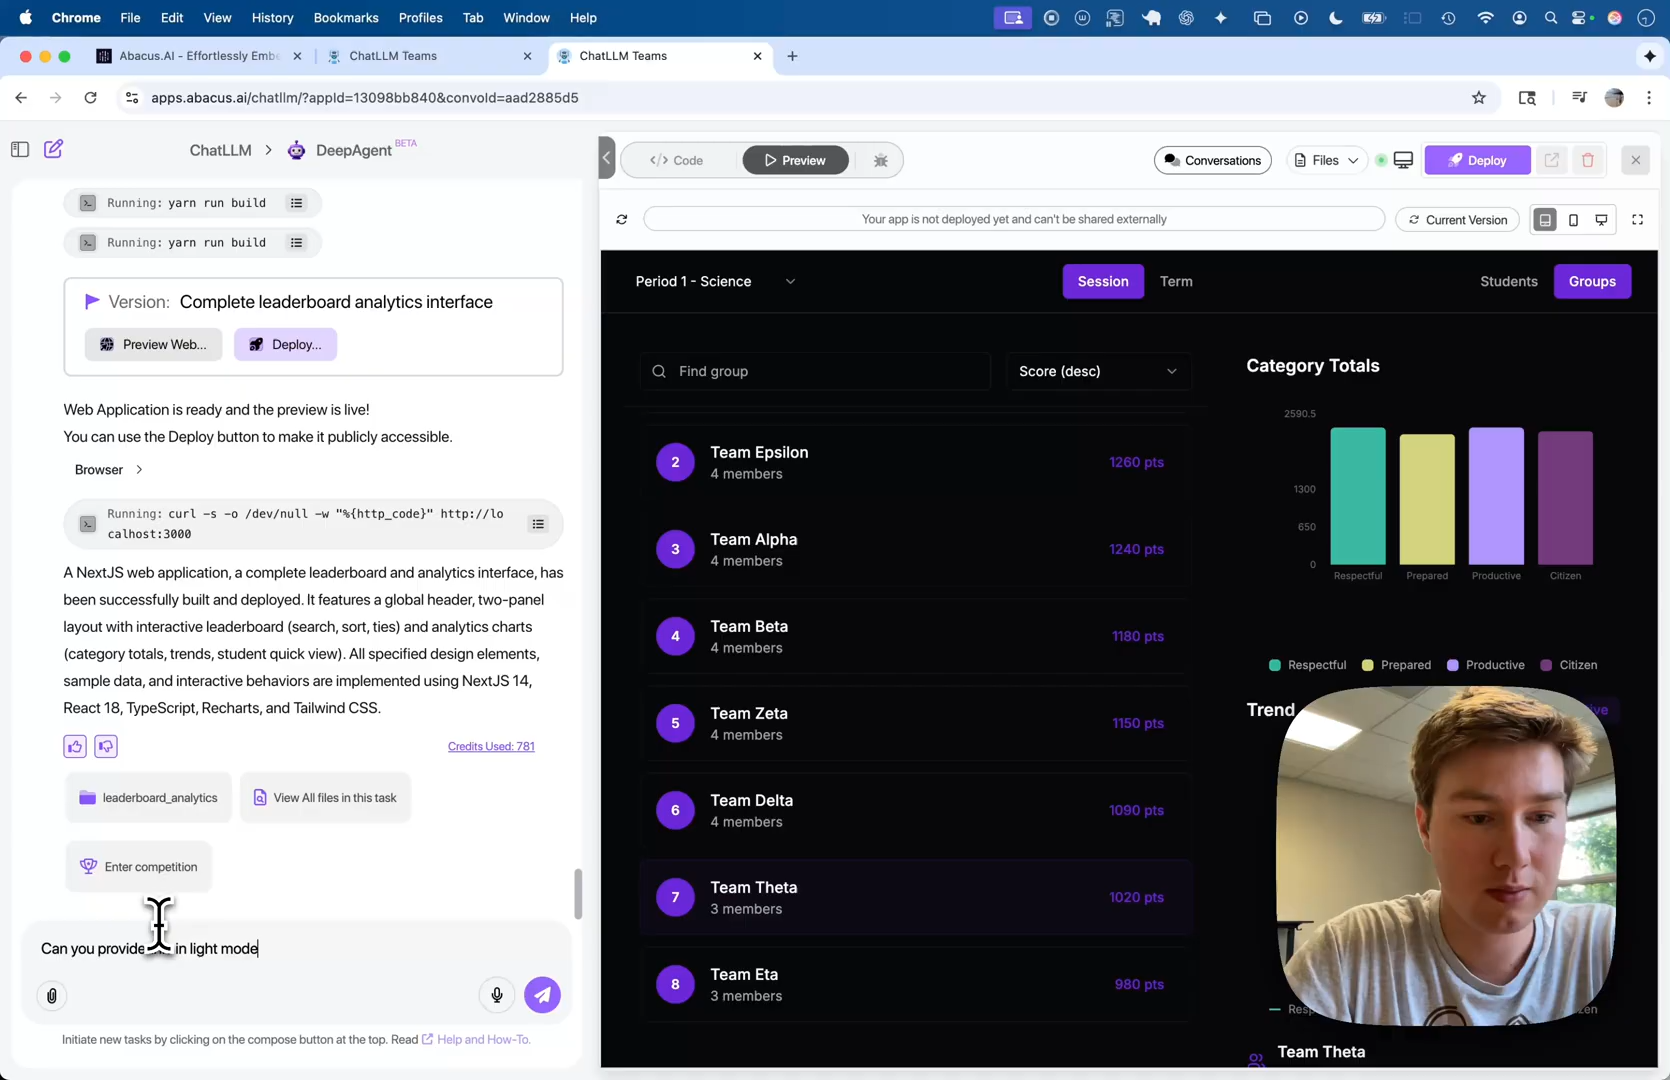 Chrome File Edit View History Bookmarks Profiles Tab Window Help
Abacus.AI - Effortlessly Embe
ChatLLM Teams
ChatLLM Teams
apps.abacus.ai/chatllm/?appId=13098bb840&convoId=aad2885d5
ChatLLM > DeepAgent BETA
Running: yarn run build
Running: yarn run build
Version: Complete leaderboard analytics interface
Preview Web...
Deploy...
Web Application is ready and the preview is live!
You can use the Deploy button to make it publicly accessible.
Browser >
Running: curl -s -o /dev/null -w "%{http_code}" http://lo
calhost:3000
A NextJS web application, a complete leaderboard and analytics interface, has
been successfully built and deployed. It features a global header, two-panel
layout with interactive leaderboard (search, sort, ties) and analytics charts
(category totals, trends, student quick view). All specified design elements,
sample data, and interactive behaviors are implemented using NextJS 14,
React 18, TypeScript, Recharts, and Tailwind CSS.
Credits Used: 781
leaderboard_analytics
View All files in this task
Enter competition
Can you provide in light mode
Initiate new tasks by clicking on the compose button at the top. Read Help and How-To.
</> Code
Preview
Conversations
Files
Deploy
Your app is not deployed yet and can't be shared externally
Current Version
Period 1 - Science
Session
Term
Students
Groups
Find group
Score (desc)
2
Team Epsilon
4 members
1260 pts
3
Team Alpha
4 members
1240 pts
4
Team Beta
4 members
1180 pts
5
Team Zeta
4 members
1150 pts
6
Team Delta
4 members
1090 pts
7
Team Theta
3 members
1020 pts
8
Team Eta
3 members
980 pts
Category Totals
2590.5
1300
650
0
Respectful Prepared Productive Citizen
Respectful Prepared Productive Citizen
Trend
Team Theta